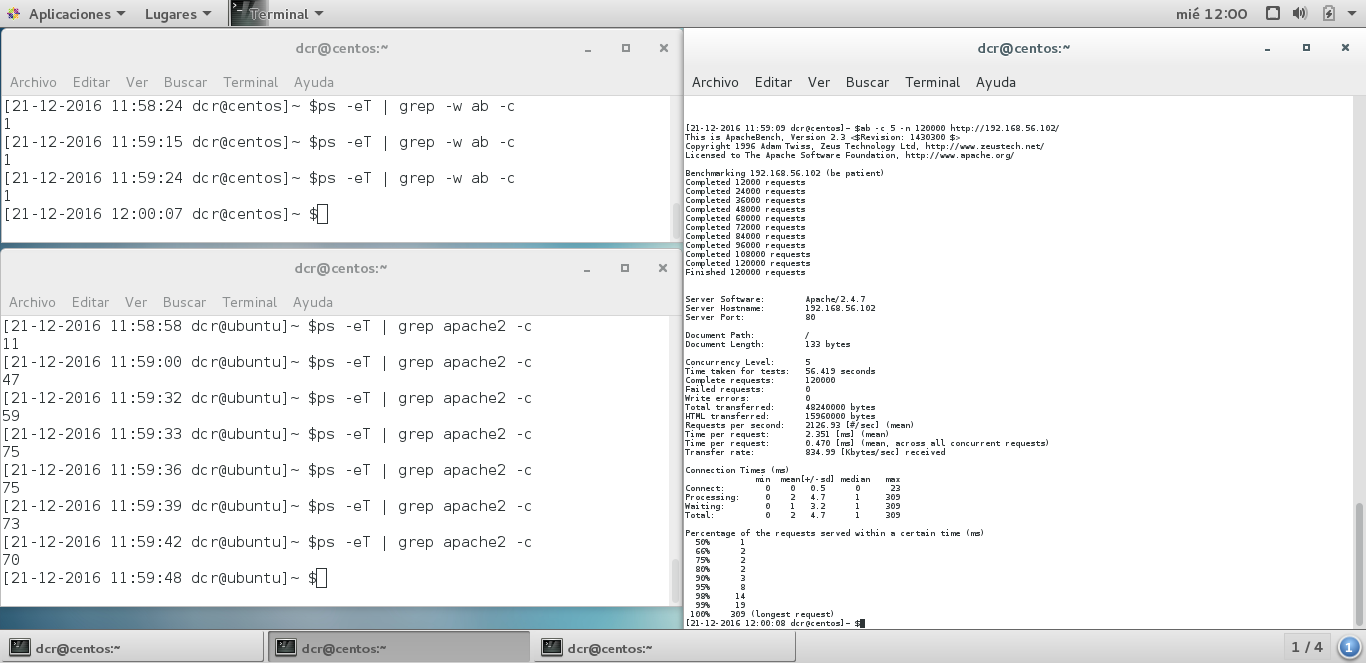 Aplicaciones Lugares Terminal mié 12:00
dcr@centos:~
Archivo Editar Ver Buscar Terminal Ayuda
[21-12-2016 11:58:24 dcr@centos]~ $ps -eT | grep -w ab -c
1
[21-12-2016 11:59:15 dcr@centos]~ $ps -eT | grep -w ab -c
1
[21-12-2016 11:59:24 dcr@centos]~ $ps -eT | grep -w ab -c
1
[21-12-2016 12:00:07 dcr@centos]~ $
dcr@centos:~
Archivo Editar Ver Buscar Terminal Ayuda
[21-12-2016 11:58:58 dcr@ubuntu]~ $ps -eT | grep apache2 -c
11
[21-12-2016 11:59:00 dcr@ubuntu]~ $ps -eT | grep apache2 -c
47
[21-12-2016 11:59:32 dcr@ubuntu]~ $ps -eT | grep apache2 -c
59
[21-12-2016 11:59:33 dcr@ubuntu]~ $ps -eT | grep apache2 -c
75
[21-12-2016 11:59:36 dcr@ubuntu]~ $ps -eT | grep apache2 -c
75
[21-12-2016 11:59:39 dcr@ubuntu]~ $ps -eT | grep apache2 -c
73
[21-12-2016 11:59:42 dcr@ubuntu]~ $ps -eT | grep apache2 -c
70
[21-12-2016 11:59:48 dcr@ubuntu]~ $
dcr@centos:~
Archivo Editar Ver Buscar Terminal Ayuda
[21-12-2016 11:59:09 dcr@centos]~ $ab -c 5 -n 120000 http://192.168.56.102/
This is ApacheBench, Version 2.3 <$Revision: 1430300 $>
Copyright 1996 Adam Twiss, Zeus Technology Ltd, http://www.zeustech.net/
Licensed to The Apache Software Foundation, http://www.apache.org/
Benchmarking 192.168.56.102 (be patient)
Completed 12000 requests
Completed 24000 requests
Completed 36000 requests
Completed 48000 requests
Completed 60000 requests
Completed 72000 requests
Completed 84000 requests
Completed 96000 requests
Completed 108000 requests
Completed 120000 requests
Finished 120000 requests
Server Software: Apache/2.4.7
Server Hostname: 192.168.56.102
Server Port: 80
Document Path: /
Document Length: 133 bytes
Concurrency Level: 5
Time taken for tests: 56.419 seconds
Complete requests: 120000
Failed requests: 0
Write errors: 0
Total transferred: 48240000 bytes
HTML transferred: 15960000 bytes
Requests per second: 2126.93 [#/sec] (mean)
Time per request: 2.351 [ms] (mean)
Time per request: 0.470 [ms] (mean, across all concurrent requests)
Transfer rate: 834.99 [Kbytes/sec] received
Connection Times (ms)
min mean[+/-sd] median max
Connect: 0 0 0.5 0 23
Processing: 0 2 4.7 1 309
Waiting: 0 1 3.2 1 309
Total: 0 2 4.7 1 309
Percentage of the requests served within a certain time (ms)
50% 1
66% 2
75% 2
80% 2
90% 3
95% 8
98% 14
99% 19
100% 309 (longest request)
[21-12-2016 12:00:08 dcr@centos]~ $
dcr@centos:~ dcr@centos:~ dcr@centos:~ 1 / 4 1